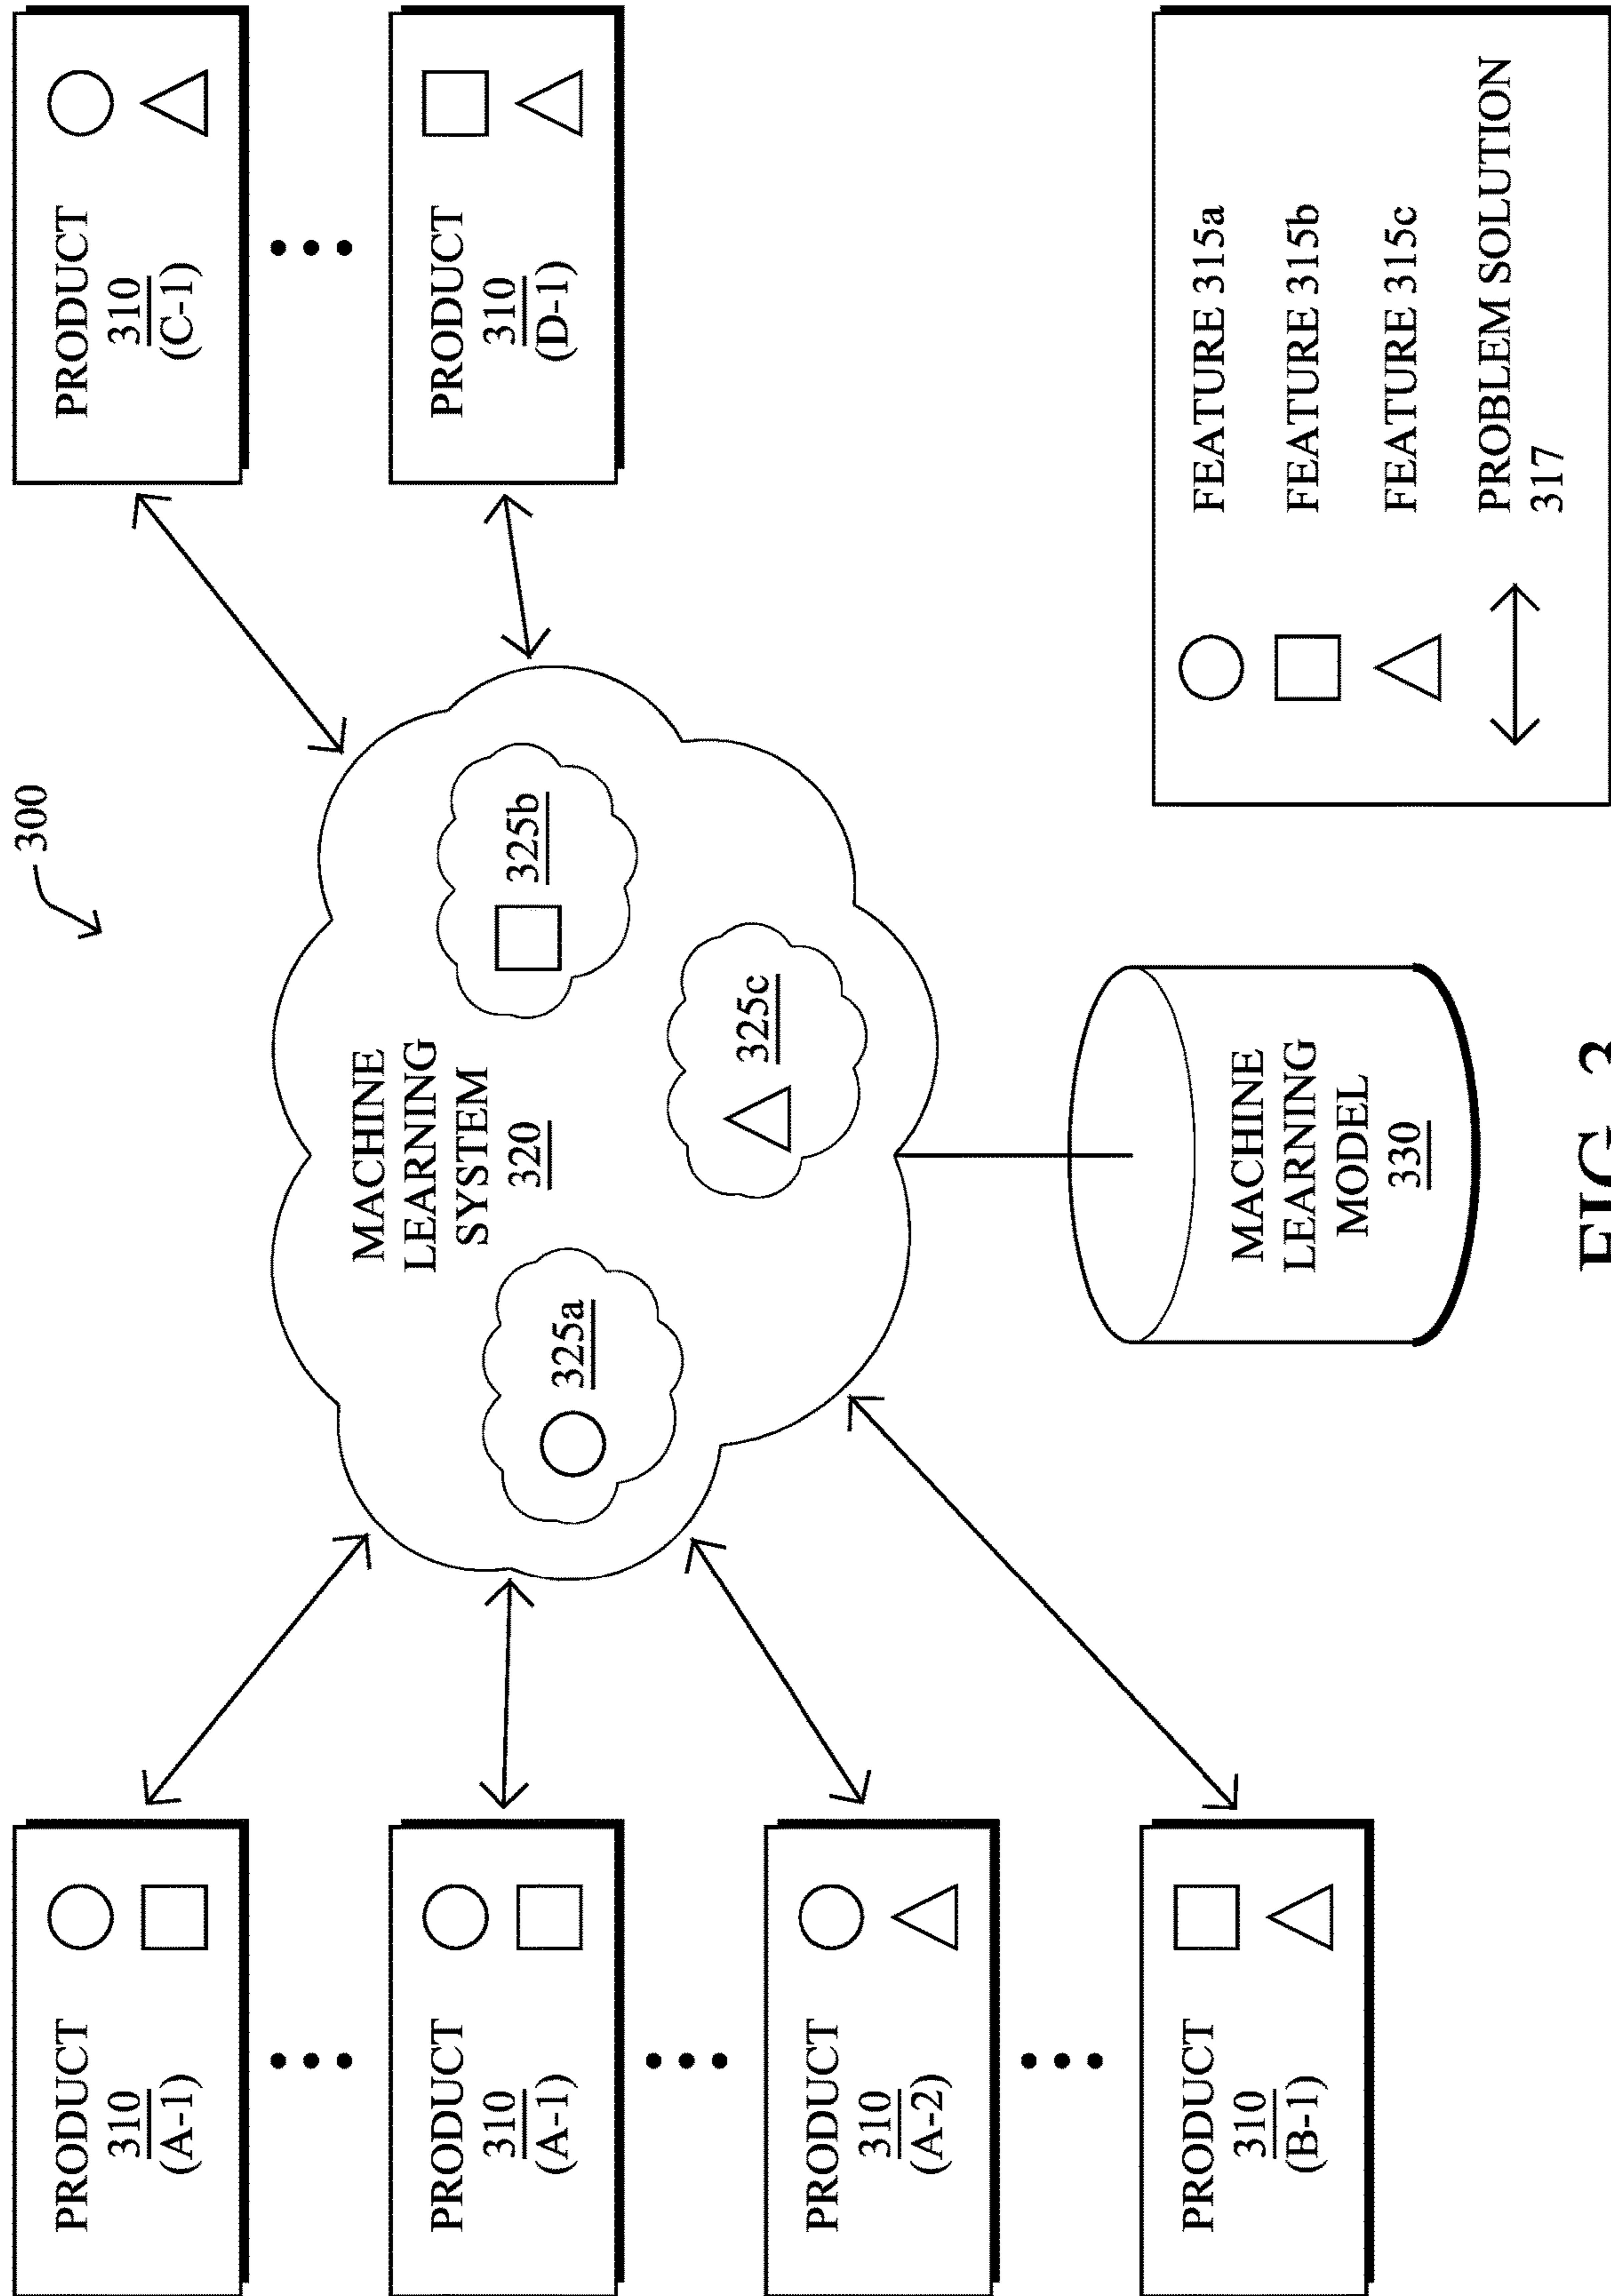 300
PRODUCT
310
(A-1)
PRODUCT
310
(A-1)
PRODUCT
310
(A-2)
PRODUCT
310
(B-1)
MACHINE
LEARNING
SYSTEM
320
325a
325b
325c
PRODUCT
310
(C-1)
PRODUCT
310
(D-1)
MACHINE
LEARNING
MODEL
330
FEATURE 315a
FEATURE 315b
FEATURE 315c
PROBLEM SOLUTION
317
FIG. 3